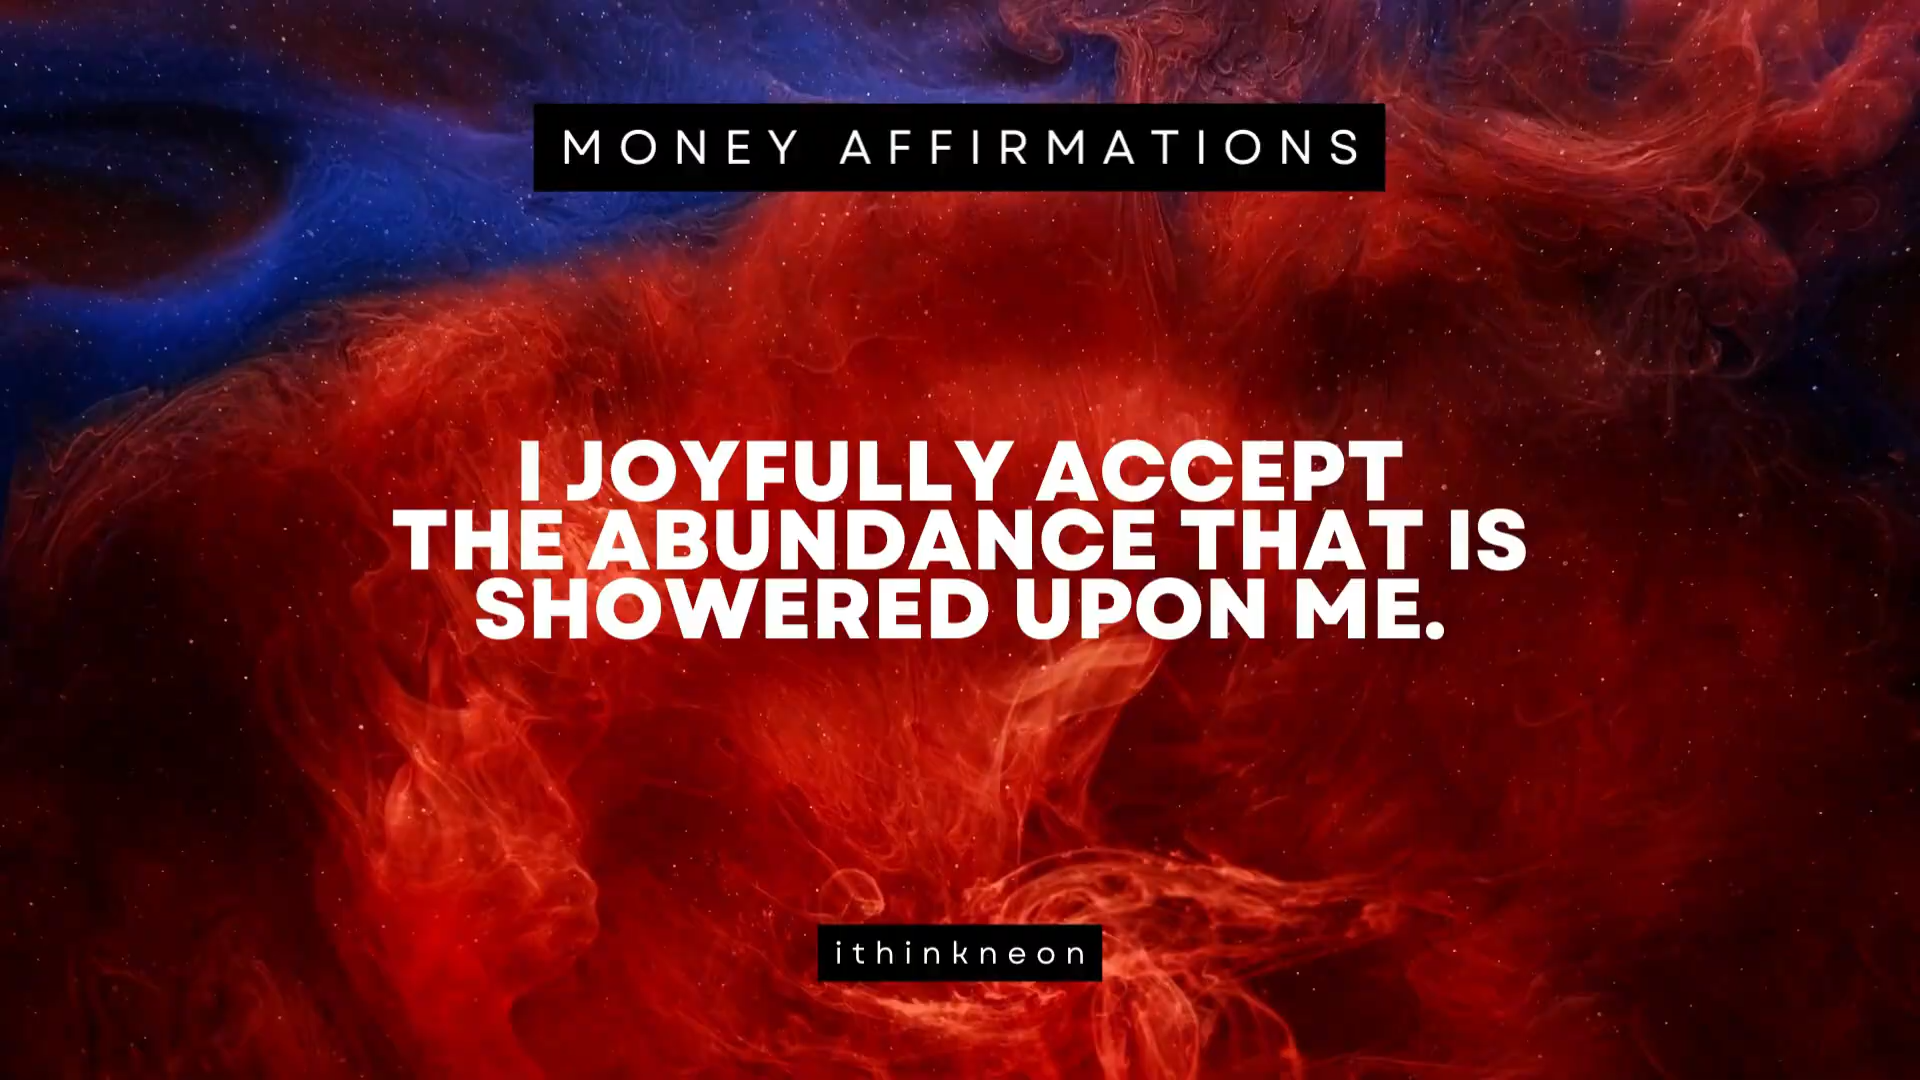 MONEY AFFIRMATIONS
I JOYFULLY ACCEPT
THE ABUNDANCE THAT IS
SHOWERED UPON ME.
ithinkneon